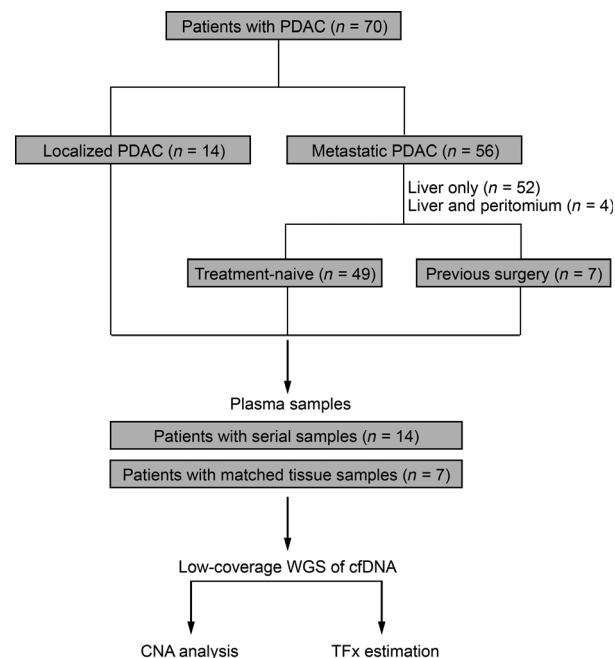 Patients with PDAC (n = 70)
Localized PDAC (n = 14)
Metastatic PDAC (n = 56)
Liver only (n = 52)
Liver and peritomium (n = 4)
Treatment-naive (n = 49)
Previous surgery (n = 7)
Plasma samples
Patients with serial samples (n = 14)
Patients with matched tissue samples (n = 7)
Low-coverage WGS of cfDNA
CNA analysis
TFx estimation